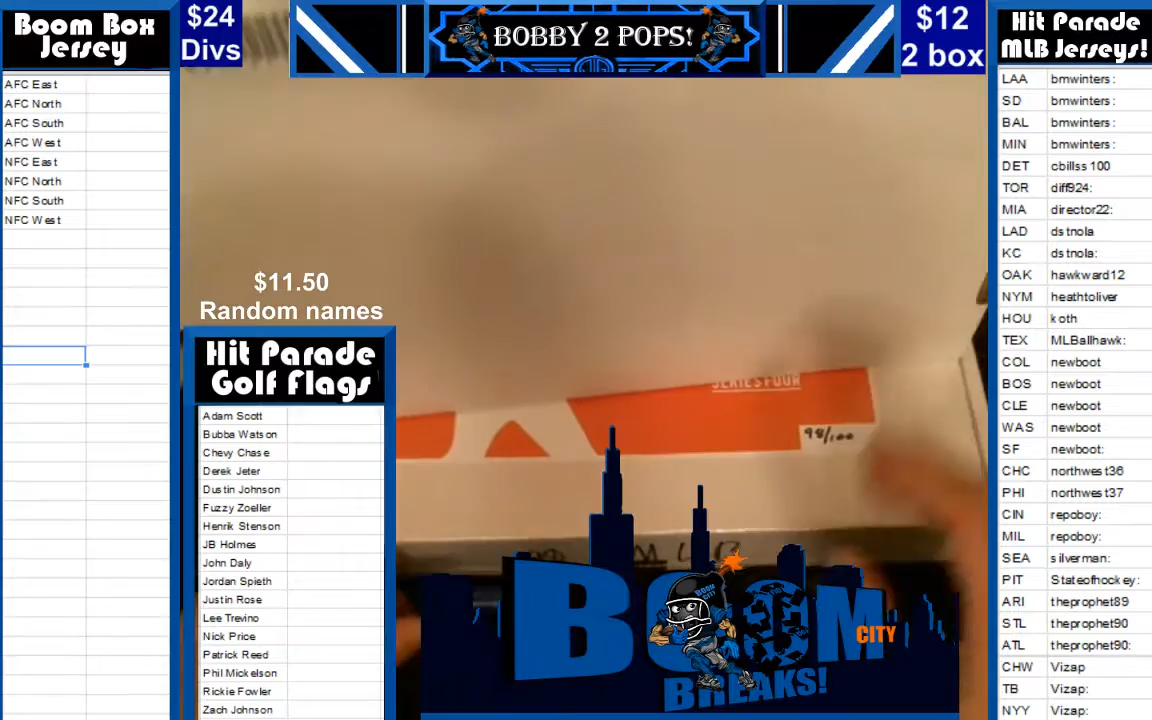 Boom Box
Jersey
AFC East
AFC North
AFC South
AFC West
NFC East
NFC North
NFC South
NFC West
$24
Divs
BOBBY 2 POPS!
$12
2 box
$11.50
Random names
Hit Parade
Golf Flags
Adam Scott
Bubba Watson
Chevy Chase
Derek Jeter
Dustin Johnson
Fuzzy Zoeller
Henrik Stenson
JB Holmes
John Daly
Jordan Spieth
Justin Rose
Lee Trevino
Nick Price
Patrick Reed
Phil Mickelson
Rickie Fowler
Zach Johnson
SERIES FOUR
98/100
BOOM
CITY
BREAKS!
Hit Parade
MLB Jerseys!
LAA bmwinters:
SD bmwinters:
BAL bmwinters:
MIN bmwinters:
DET cbillss100
TOR diff924:
MIA director22:
LAD dstnola
KC dstnola:
OAK hawkward12
NYM heathtoliver
HOU koth
TEX MLBallhawk:
COL newboot
BOS newboot
CLE newboot
WAS newboot
SF newboot:
CHC northwest36
PHI northwest37
CIN repoboy:
MIL repoboy:
SEA silverman:
PIT Stateofhockey:
ARI theprophet89
STL theprophet90
ATL theprophet90:
CHW Vizap
TB Vizap:
NYY Vizap: